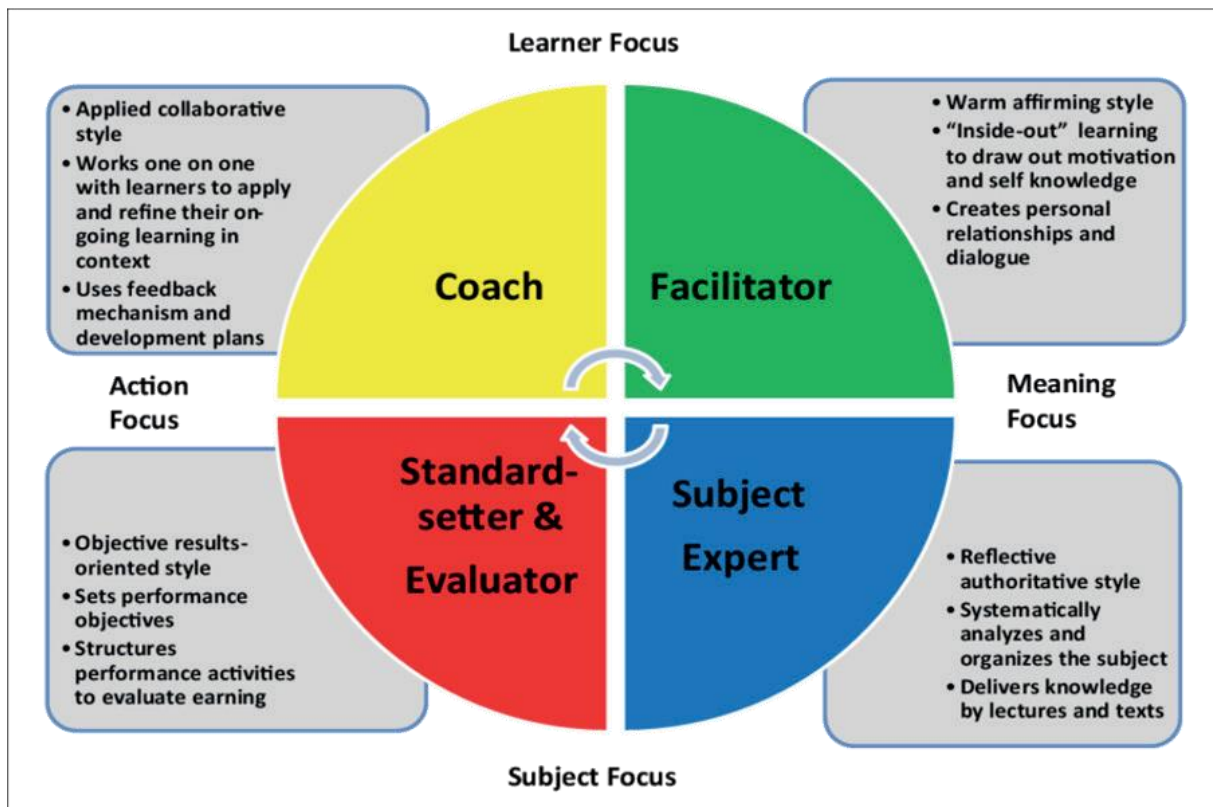 Learner Focus
• Applied collaborative
style
• Works one on one
with learners to apply
and refine their on-
going learning in
context
• Uses feedback
mechanism and
development plans
Coach
Facilitator
• Warm affirming style
• “Inside-out” learning
to draw out motivation
and self knowledge
• Creates personal
relationships and
dialogue
Action
Focus
Meaning
Focus
• Objective results-
oriented style
• Sets performance
objectives
• Structures
performance activities
to evaluate earning
Standard-
setter &
Evaluator
Subject
Expert
• Reflective
authoritative style
• Systematically
analyzes and
organizes the subject
• Delivers knowledge
by lectures and texts
Subject Focus